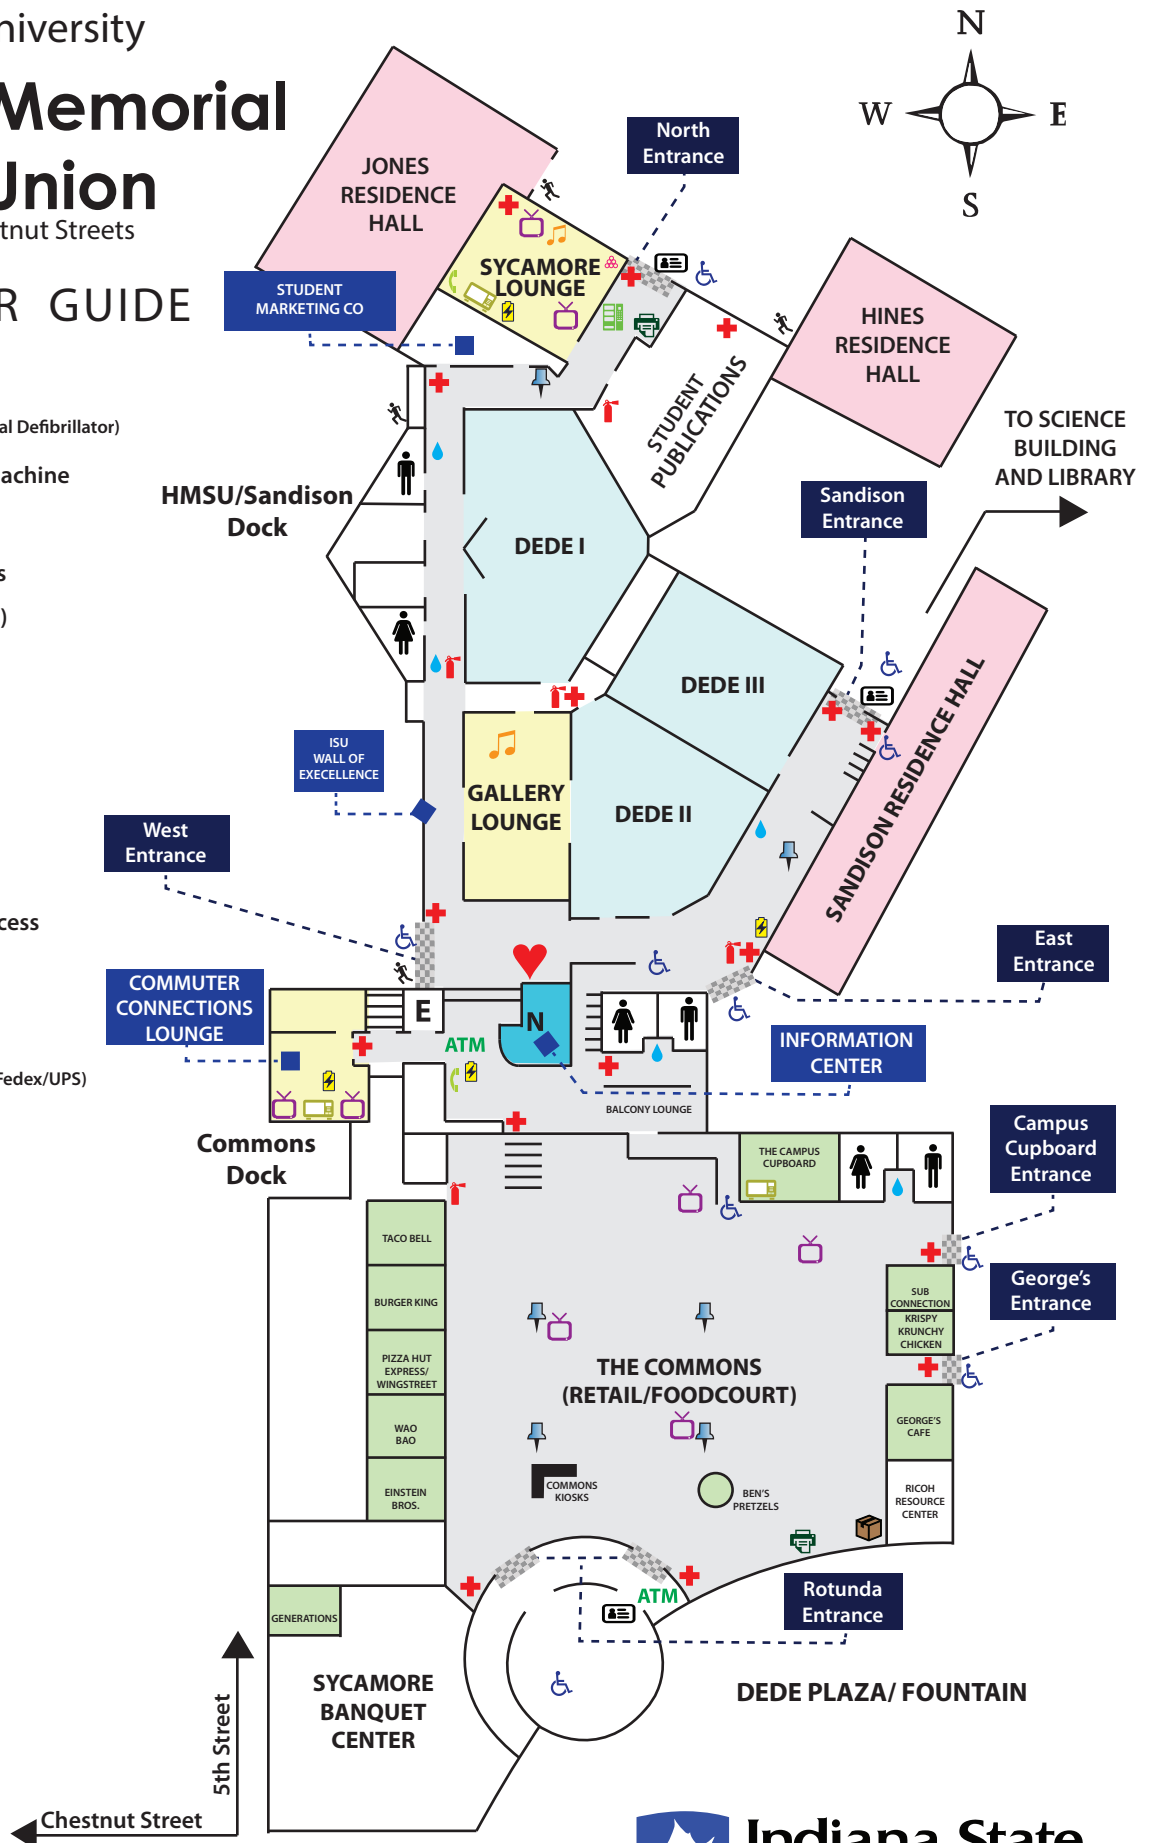 niversity
Memorial
Union
tnut Streets
R GUIDE
al Defibrillator)
achine
s
)
cess
Fedex/UPS)
N
W
E
S
North
Entrance
JONES
RESIDENCE
HALL
SYCAMORE
LOUNGE
STUDENT
MARKETING CO
HINES
RESIDENCE
HALL
STUDENT
PUBLICATIONS
TO SCIENCE
BUILDING
AND LIBRARY
HMSU/Sandison
Dock
Sandison
Entrance
DEDE I
DEDE III
SANDISON RESIDENCE HALL
ISU
WALL OF
EXECELLENCE
GALLERY
LOUNGE
DEDE II
West
Entrance
East
Entrance
COMMUTER
CONNECTIONS
LOUNGE
E
N
ATM
INFORMATION
CENTER
BALCONY LOUNGE
Commons
Dock
Campus
Cupboard
Entrance
THE CAMPUS
CUPBOARD
TACO BELL
BURGER KING
PIZZA HUT
EXPRESS/
WINGSTREET
WAO
BAO
EINSTEIN
BROS.
George's
Entrance
SUB
CONNECTION
KRISPY
KRUNCHY
CHICKEN
THE COMMONS
(RETAIL/FOODCOURT)
GEORGE'S
CAFE
COMMONS
KIOSKS
BEN'S
PRETZELS
RICOH
RESOURCE
CENTER
ATM
Rotunda
Entrance
GENERATIONS
SYCAMORE
BANQUET
CENTER
DEDE PLAZA/ FOUNTAIN
5th Street
Chestnut Street
Indiana State